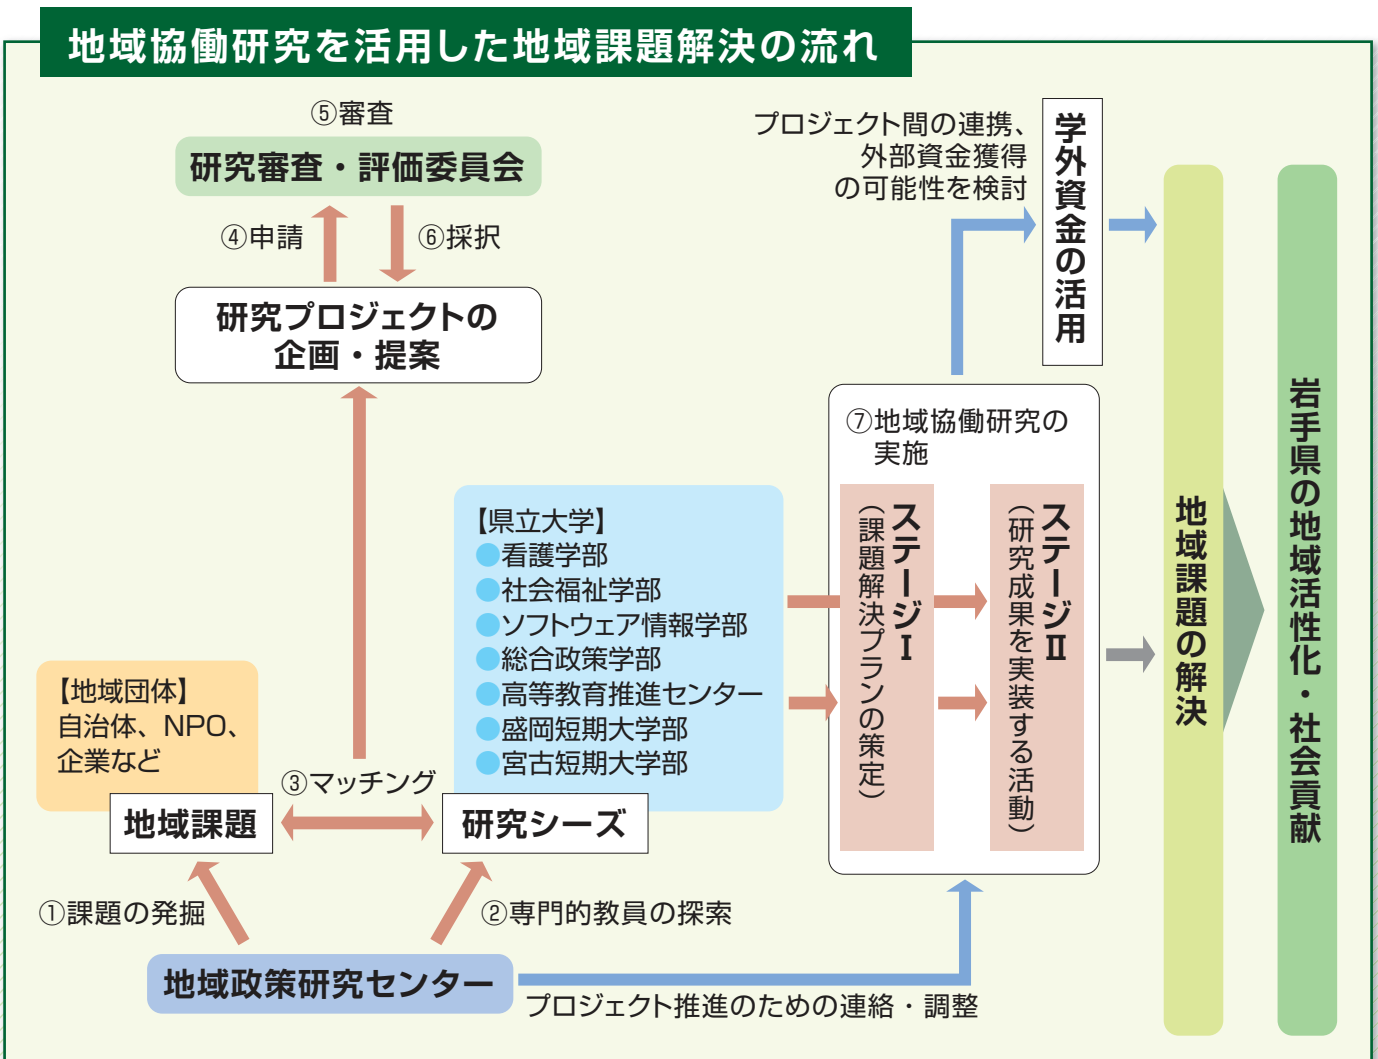 地域協働研究を活用した地域課題解決の流れ
⑤審査
研究審査・評価委員会
④申請
⑥採択
研究プロジェクトの
企画・提案
プロジェクト間の連携、
外部資金獲得
の可能性を検討
学外資金の活用
⑦地域協働研究の
実施
ステージⅠ
（課題解決プランの策定）
ステージⅡ
（研究成果を実装する活動）
地域課題の解決
岩手県の地域活性化・社会貢献
【県立大学】
●看護学部
●社会福祉学部
●ソフトウェア情報学部
●総合政策学部
●高等教育推進センター
●盛岡短期大学部
●宮古短期大学部
【地域団体】
自治体、NPO、
企業など
③マッチング
地域課題
研究シーズ
①課題の発掘
②専門的教員の探索
地域政策研究センター
プロジェクト推進のための連絡・調整